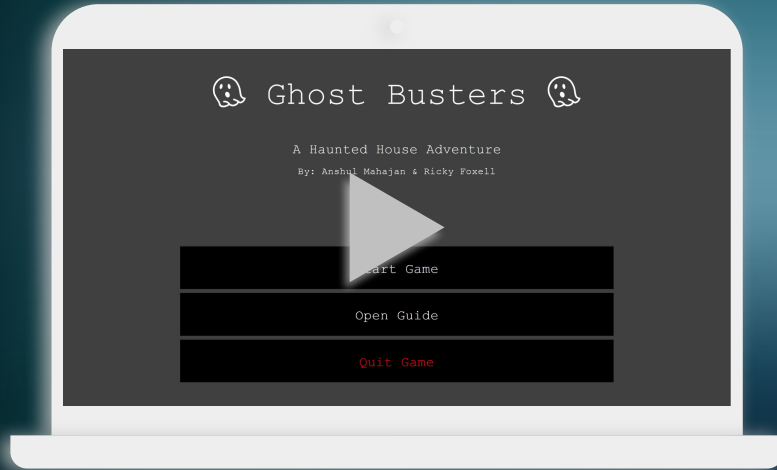 Ghost Busters
A Haunted House Adventure
By: Anshul Mahajan & Ricky Foxell
Game
Open Guide
Quit Game